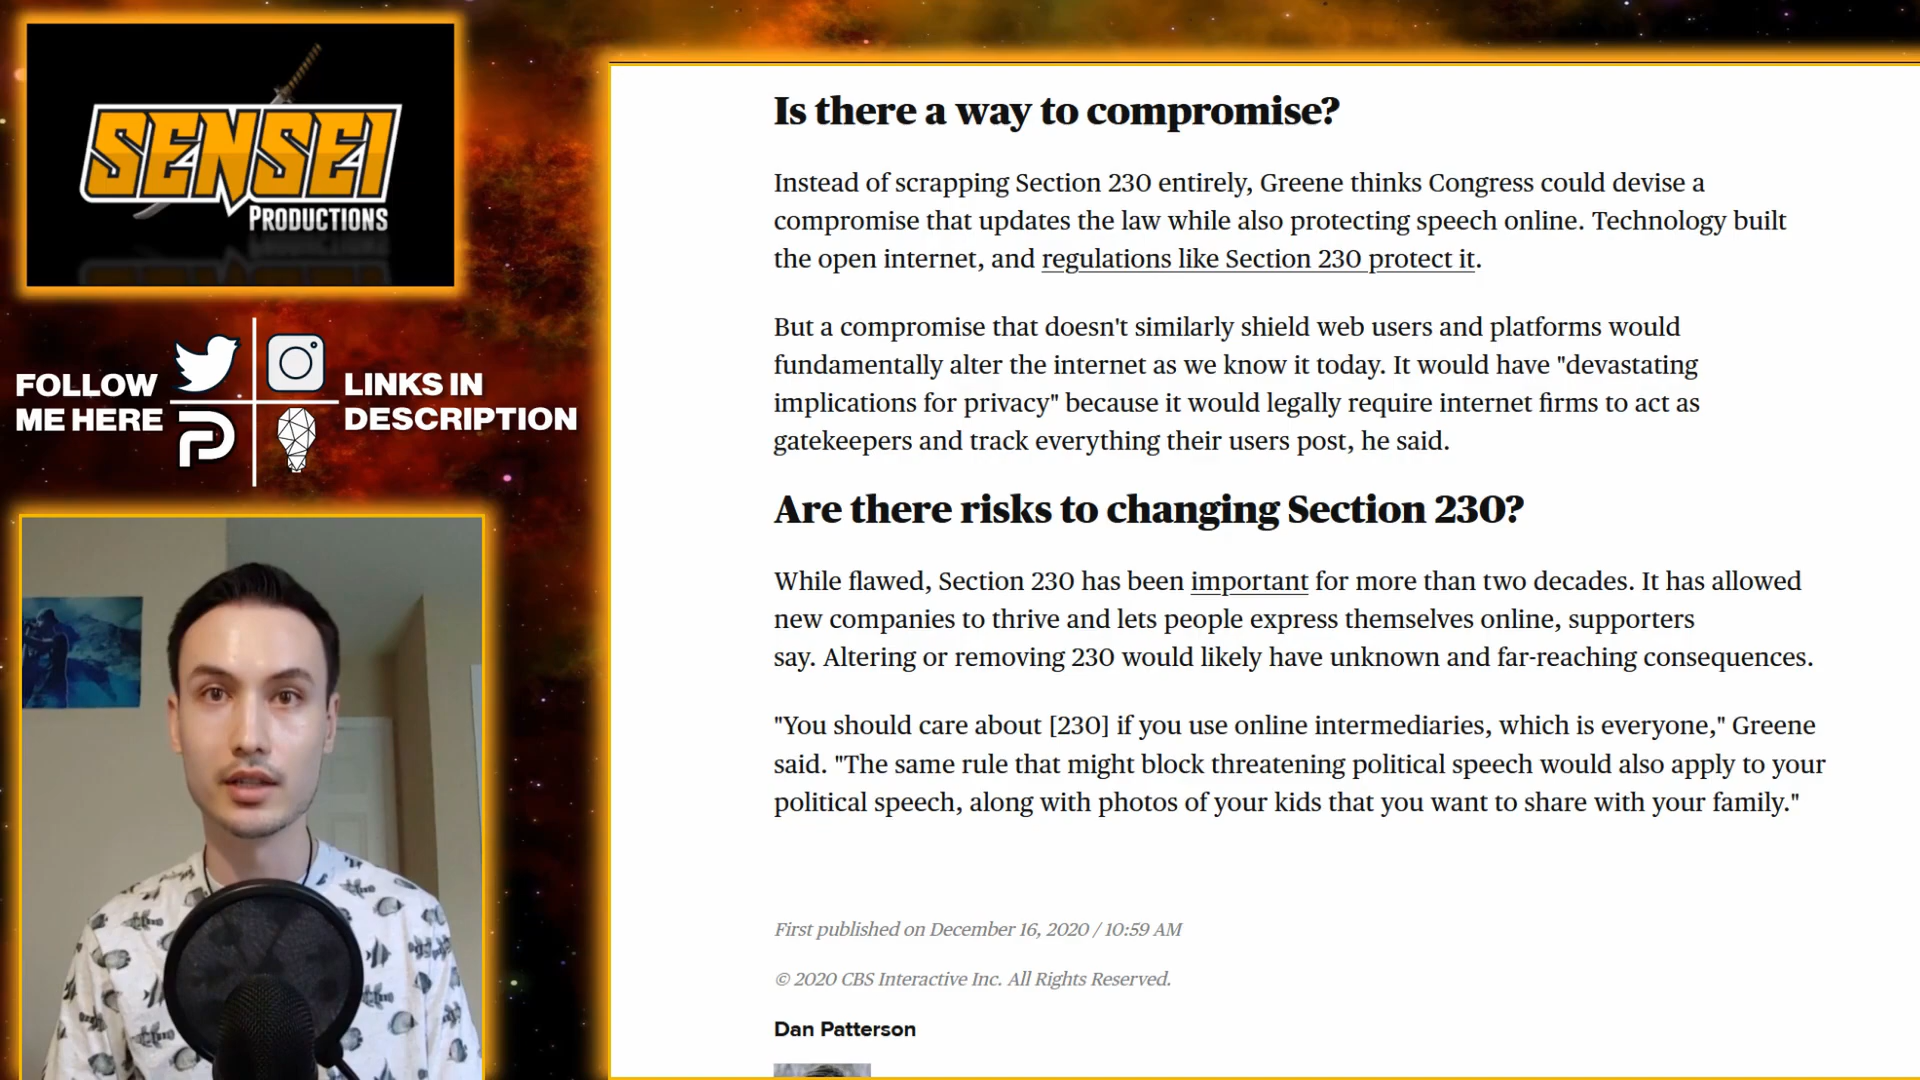 SENSEI
PRODUCTIONS
FOLLOW
ME HERE
LINKS IN
DESCRIPTION
Is there a way to compromise?
Instead of scrapping Section 230 entirely, Greene thinks Congress could devise a
compromise that updates the law while also protecting speech online. Technology built
the open internet, and regulations like Section 230 protect it.
But a compromise that doesn't similarly shield web users and platforms would
fundamentally alter the internet as we know it today. It would have "devastating
implications for privacy" because it would legally require internet firms to act as
gatekeepers and track everything their users post, he said.
Are there risks to changing Section 230?
While flawed, Section 230 has been important for more than two decades. It has allowed
new companies to thrive and lets people express themselves online, supporters
say. Altering or removing 230 would likely have unknown and far-reaching consequences.
"You should care about [230] if you use online intermediaries, which is everyone," Greene
said. "The same rule that might block threatening political speech would also apply to your
political speech, along with photos of your kids that you want to share with your family."
First published on December 16, 2020 / 10:59 AM
© 2020 CBS Interactive Inc. All Rights Reserved.
Dan Patterson